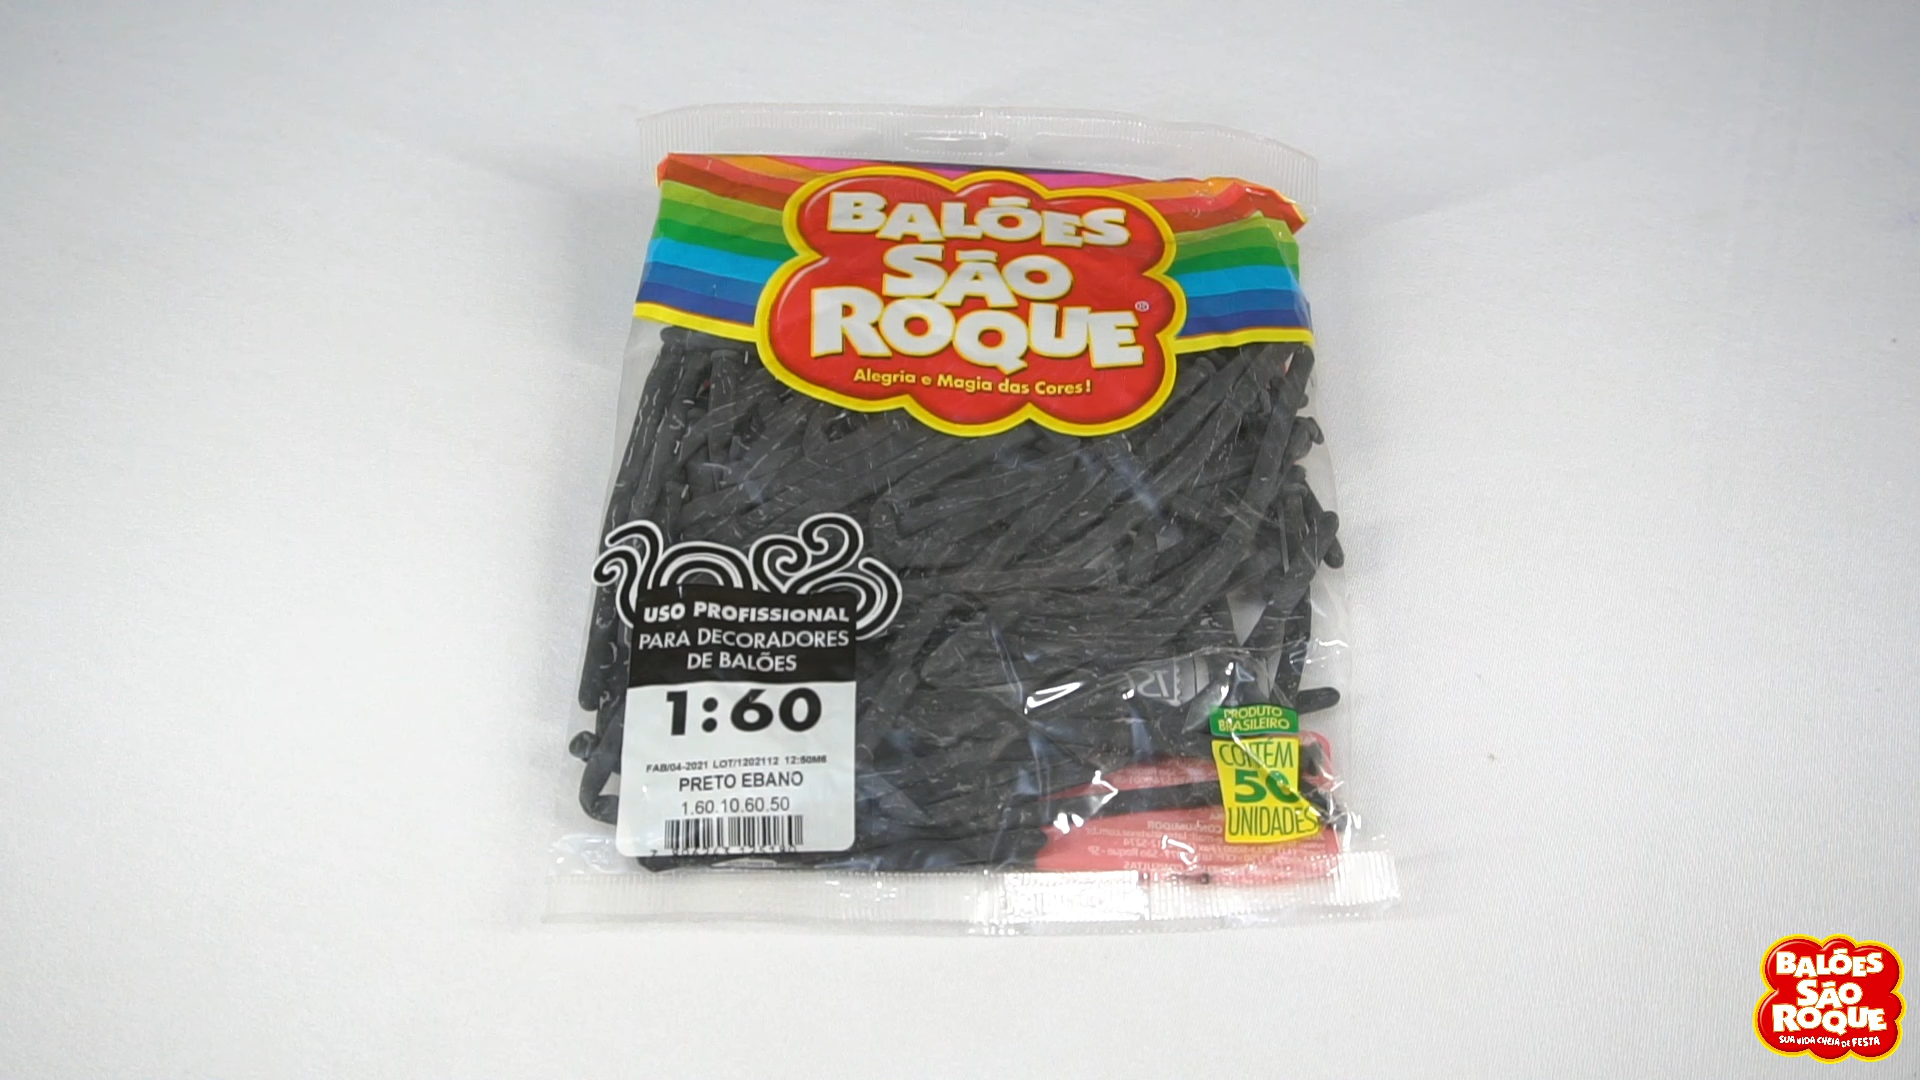 BALÕES
SÃO
ROQUE®
Alegria e Magia das Cores!
USO PROFISSIONAL
PARA DECORADORES
DE BALÕES
1:60
FAB/04-2021 LOT/1202112 12:50M6
PRETO EBANO
1.60.10.60.50
PRODUTO
BRASILEIRO
CONTÉM
50
UNIDADES
BALÕES
SÃO
ROQUE
SUA VIDA CHEIA DE FESTA